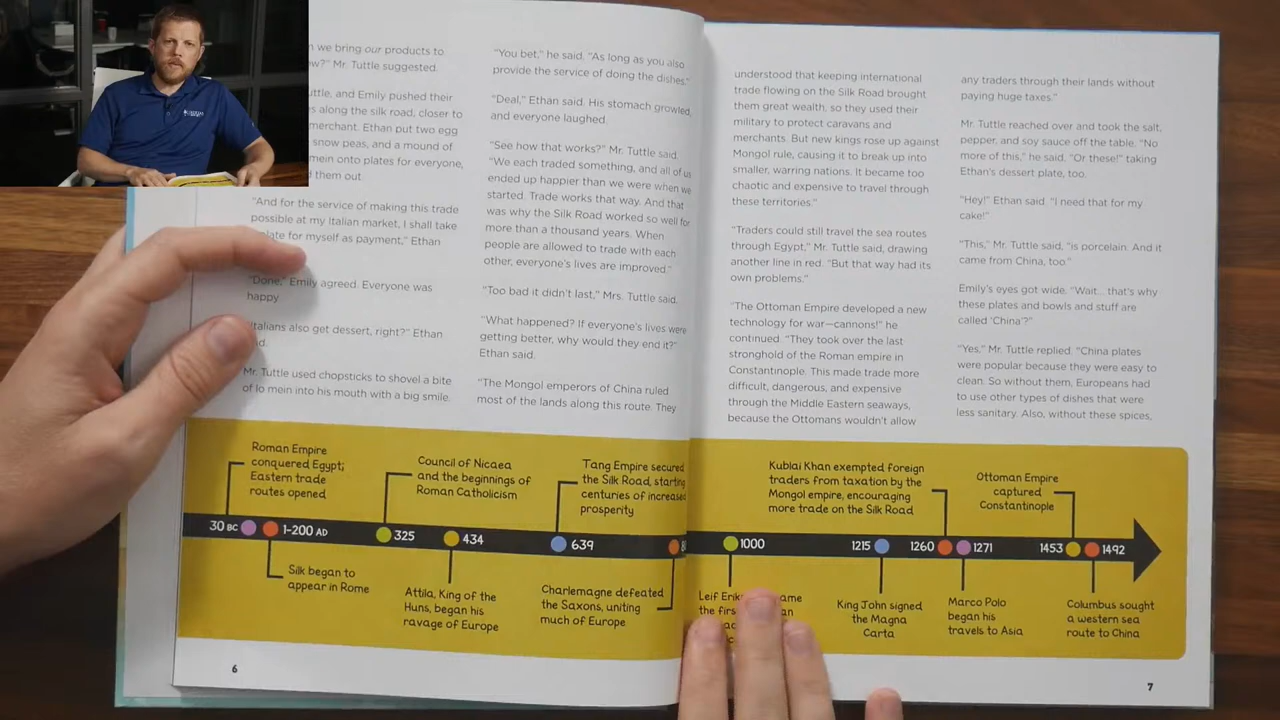 n we bring our products to
ow?" Mr. Tuttle suggested.
uttle, and Emily pushed their
s along the silk road, closer to
merchant. Ethan put two egg
snow peas, and a mound of
mein onto plates for everyone,
d them out.
"And for the service of making this trade
possible at my Italian market, I shall take
plate for myself as payment," Ethan
"Done," Emily agreed. Everyone was
happy
Italians also get dessert, right?" Ethan
Mr. Tuttle used chopsticks to shovel a bite
of lo mein into his mouth with a big smile.
"You bet," he said. "As long as you also
provide the service of doing the dishes."
"Deal," Ethan said. His stomach growled,
and everyone laughed.
"See how that works?" Mr. Tuttle said.
"We each traded something, and all of us
ended up happier than we were when we
started. Trade works that way. And that
was why the Silk Road worked so well for
more than a thousand years. When
people are allowed to trade with each
other, everyone's lives are improved."
"Too bad it didn't last," Mrs. Tuttle said.
"What happened? If everyone's lives were
getting better, why would they end it?"
Ethan said.
"The Mongol emperors of China ruled
most of the lands along this route. They
understood that keeping international
trade flowing on the Silk Road brought
them great wealth, so they used their
military to protect caravans and
merchants. But new kings rose up against
Mongol rule, causing it to break up into
smaller, warring nations. It became too
chaotic and expensive to travel through
these territories."
"Traders could still travel the sea routes
through Egypt," Mr. Tuttle said, drawing
another line in red. "But that way had its
own problems."
"The Ottoman Empire developed a new
technology for war—cannons!" he
continued. "They took over the last
stronghold of the Roman empire in
Constantinople. This made trade more
difficult, dangerous, and expensive
through the Middle Eastern seaways,
because the Ottomans wouldn't allow
any traders through their lands without
paying huge taxes."
Mr. Tuttle reached over and took the salt,
pepper, and soy sauce off the table. "No
more of this," he said. "Or these!" taking
Ethan's dessert plate, too.
"Hey!" Ethan said. "I need that for my
cake!"
"This," Mr. Tuttle said, "is porcelain. And it
came from China, too."
Emily's eyes got wide. "Wait... that's why
these plates and bowls and stuff are
called 'China'?"
"Yes," Mr. Tuttle replied. "China plates
were popular because they were easy to
clean. So without them, Europeans had
to use other types of dishes that were
less sanitary. Also, without these spices,
Roman Empire
conquered Egypt;
Eastern trade
routes opened
30 BC
1-200 AD
Silk began to
appear in Rome
Council of Nicaea
and the beginnings of
Roman Catholicism
325
434
Attila, King of the
Huns, began his
ravage of Europe
Tang Empire secured
the Silk Road, starting
centuries of increased
prosperity
639
Charlemagne defeated
the Saxons, uniting
much of Europe
1000
Leif
the
Kublai Khan exempted foreign
traders from taxation by the
Mongol empire, encouraging
more trade on the Silk Road
1215
King John signed
the Magna
Carta
1260
1271
Marco Polo
began his
travels to Asia
Ottoman Empire
captured
Constantinople
1453
1492
Columbus sought
a western sea
route to China
6
7